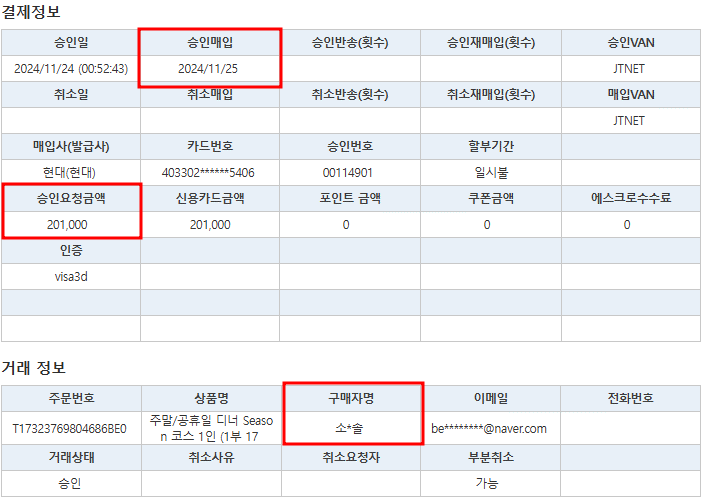 결제정보
승인일 승인매입 승인반송(횟수) 승인재매입(횟수) 승인VAN
2024/11/24 (00:52:43) 2024/11/25 JTNET
취소일 취소매입 취소반송(횟수) 취소재매입(횟수) 매입VAN
JTNET
매입사(발급사) 카드번호 승인번호 할부기간
현대(현대) 403302******5406 00114901 일시불
승인요청금액 신용카드금액 포인트 금액 쿠폰금액 에스크로수수료
201,000 201,000 0 0 0
인증
visa3d
거래 정보
주문번호 상품명 구매자명 이메일 전화번호
T17323769804686BE0 주말/공휴일 디너 Seaso 소*솔 be********@naver.com
n 코스 1인 (1부 17
거래상태 취소사유 취소요청자 부분취소
승인 가능